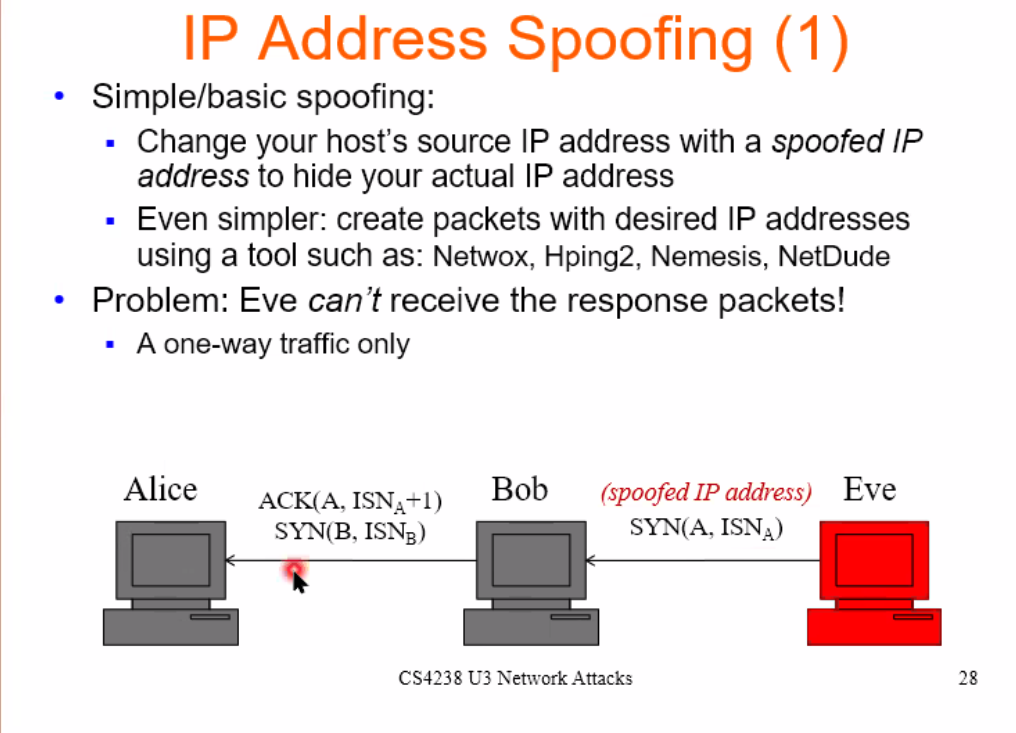 IP Address Spoofing (1)
• Simple/basic spoofing:
▪ Change your host's source IP address with a spoofed IP
address to hide your actual IP address
▪ Even simpler: create packets with desired IP addresses
using a tool such as: Netwox, Hping2, Nemesis, NetDude
• Problem: Eve can't receive the response packets!
▪ A one-way traffic only
Alice
ACK(A, ISN_A+1)
SYN(B, ISN_B)
Bob
(spoofed IP address)
SYN(A, ISN_A)
Eve
CS4238 U3 Network Attacks
28